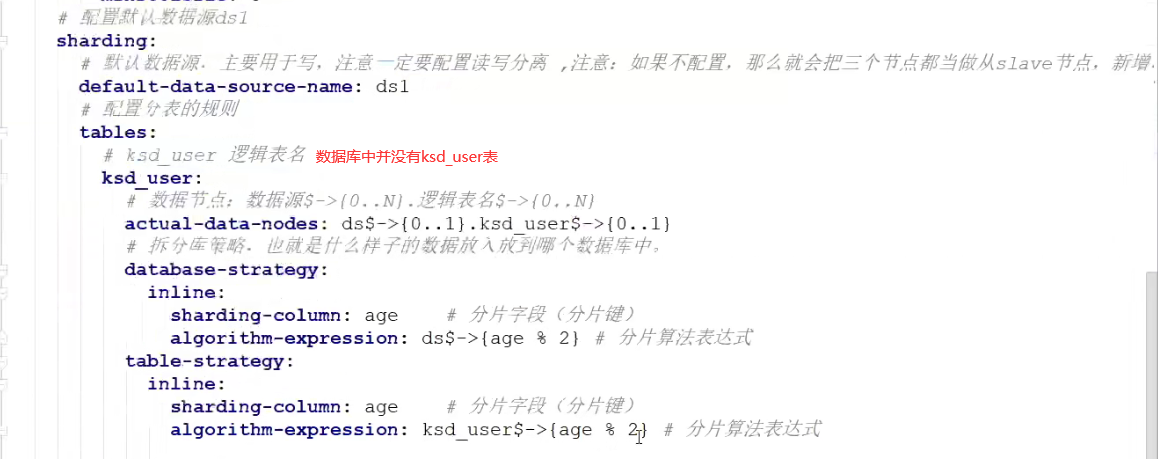 # 配置默认数据源ds1
sharding:
# 默认数据源，主要用于写，注意一定要配置读写分离 ,注意：如果不配置，那么就会把三个节点都当做从slave节点，新增
default-data-source-name: ds1
# 配置分表的规则
tables:
# ksd_user 逻辑表名 数据库中并没有ksd_user表
ksd_user:
# 数据节点：数据源$->{0..N}.逻辑表名$->{0..N}
actual-data-nodes: ds$->{0..1}.ksd_user$->{0..1}
# 拆分库策略，也就是什么样子的数据放入放到哪个数据库中。
database-strategy:
inline:
sharding-column: age # 分片字段（分片键）
algorithm-expression: ds$->{age % 2} # 分片算法表达式
table-strategy:
inline:
sharding-column: age # 分片字段（分片键）
algorithm-expression: ksd_user$->{age % 2} # 分片算法表达式